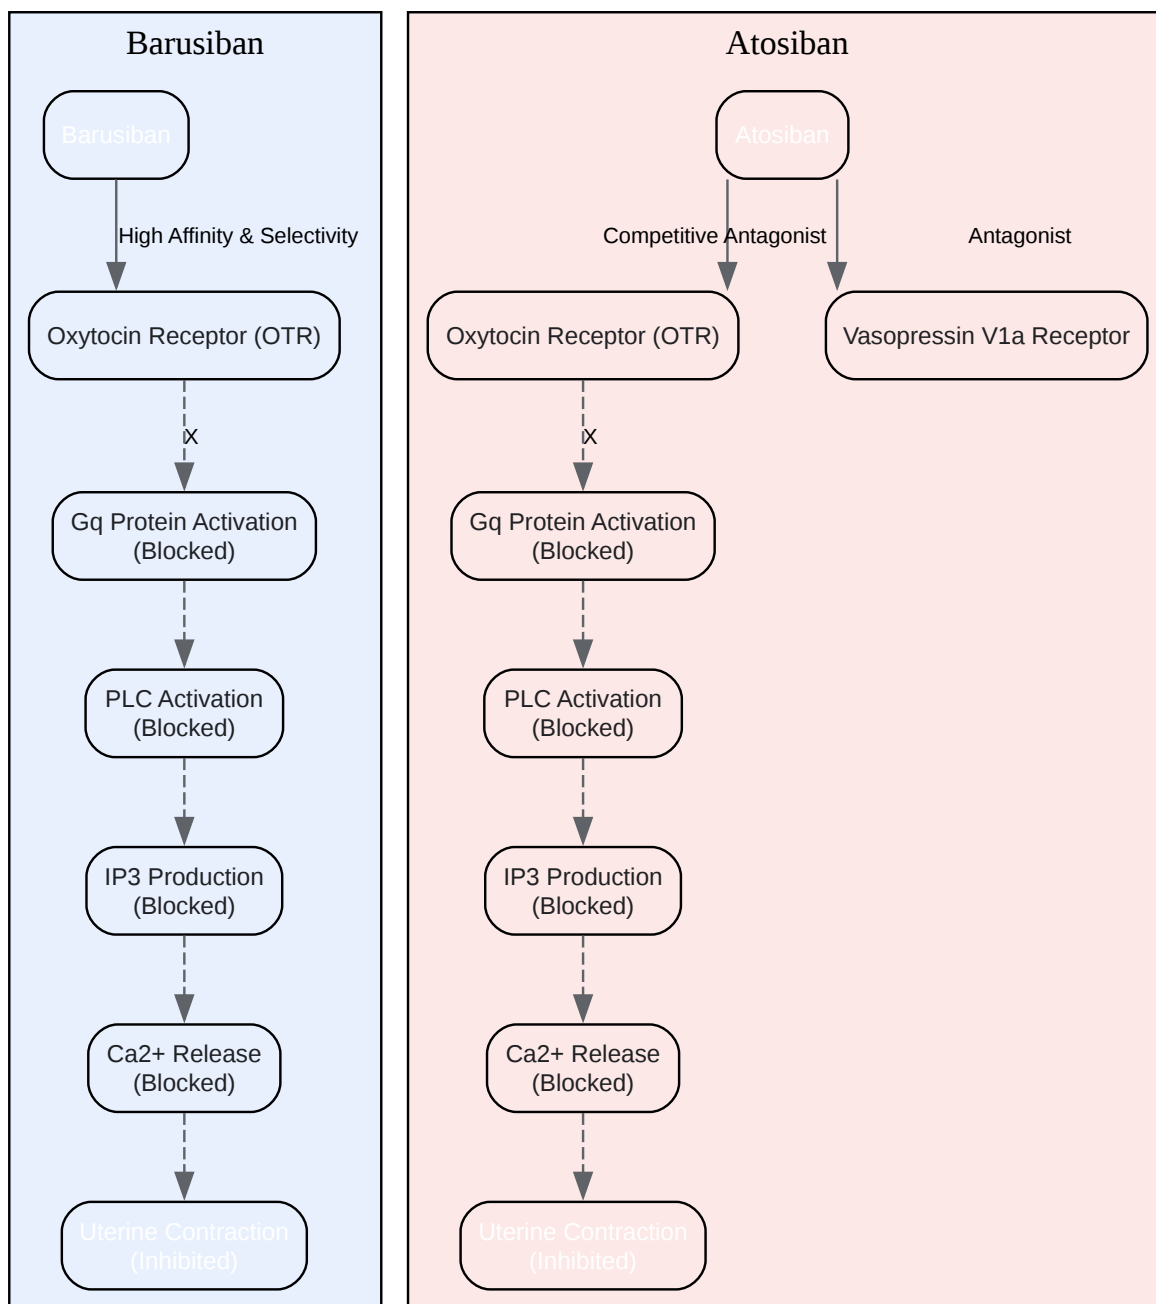 Barusiban
Barusiban
High Affinity & Selectivity
Oxytocin Receptor (OTR)
X
Gq Protein Activation
(Blocked)
PLC Activation
(Blocked)
IP3 Production
(Blocked)
Ca2+ Release
(Blocked)
Uterine Contraction
(Inhibited)
Atosiban
Atosiban
Competitive Antagonist
Antagonist
Oxytocin Receptor (OTR)
Vasopressin V1a Receptor
X
Gq Protein Activation
(Blocked)
PLC Activation
(Blocked)
IP3 Production
(Blocked)
Ca2+ Release
(Blocked)
Uterine Contraction
(Inhibited)